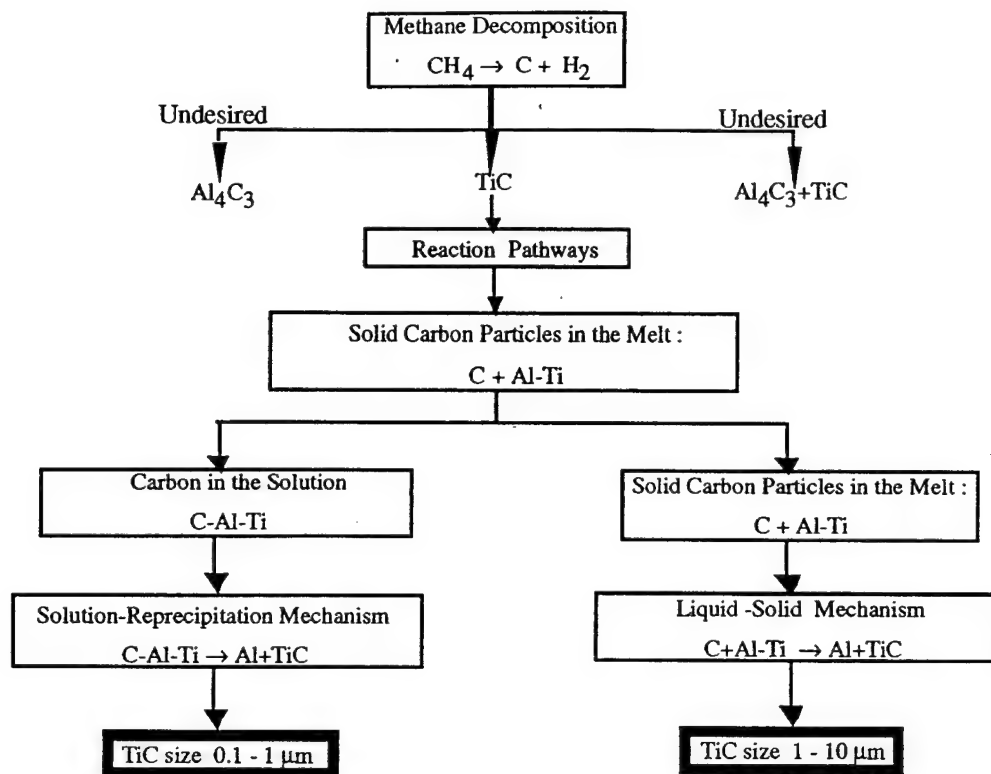 Methane Decomposition
CH₄ → C + H₂
Undesired
Undesired
Al₄C₃
TiC
Al₄C₃+TiC
Reaction Pathways
Solid Carbon Particles in the Melt :
C + Al-Ti
Carbon in the Solution
C-Al-Ti
Solid Carbon Particles in the Melt :
C + Al-Ti
Solution-Reprecipitation Mechanism
C-Al-Ti → Al+TiC
Liquid -Solid Mechanism
C+Al-Ti → Al+TiC
TiC size 0.1 - 1 μm
TiC size 1 - 10 μm